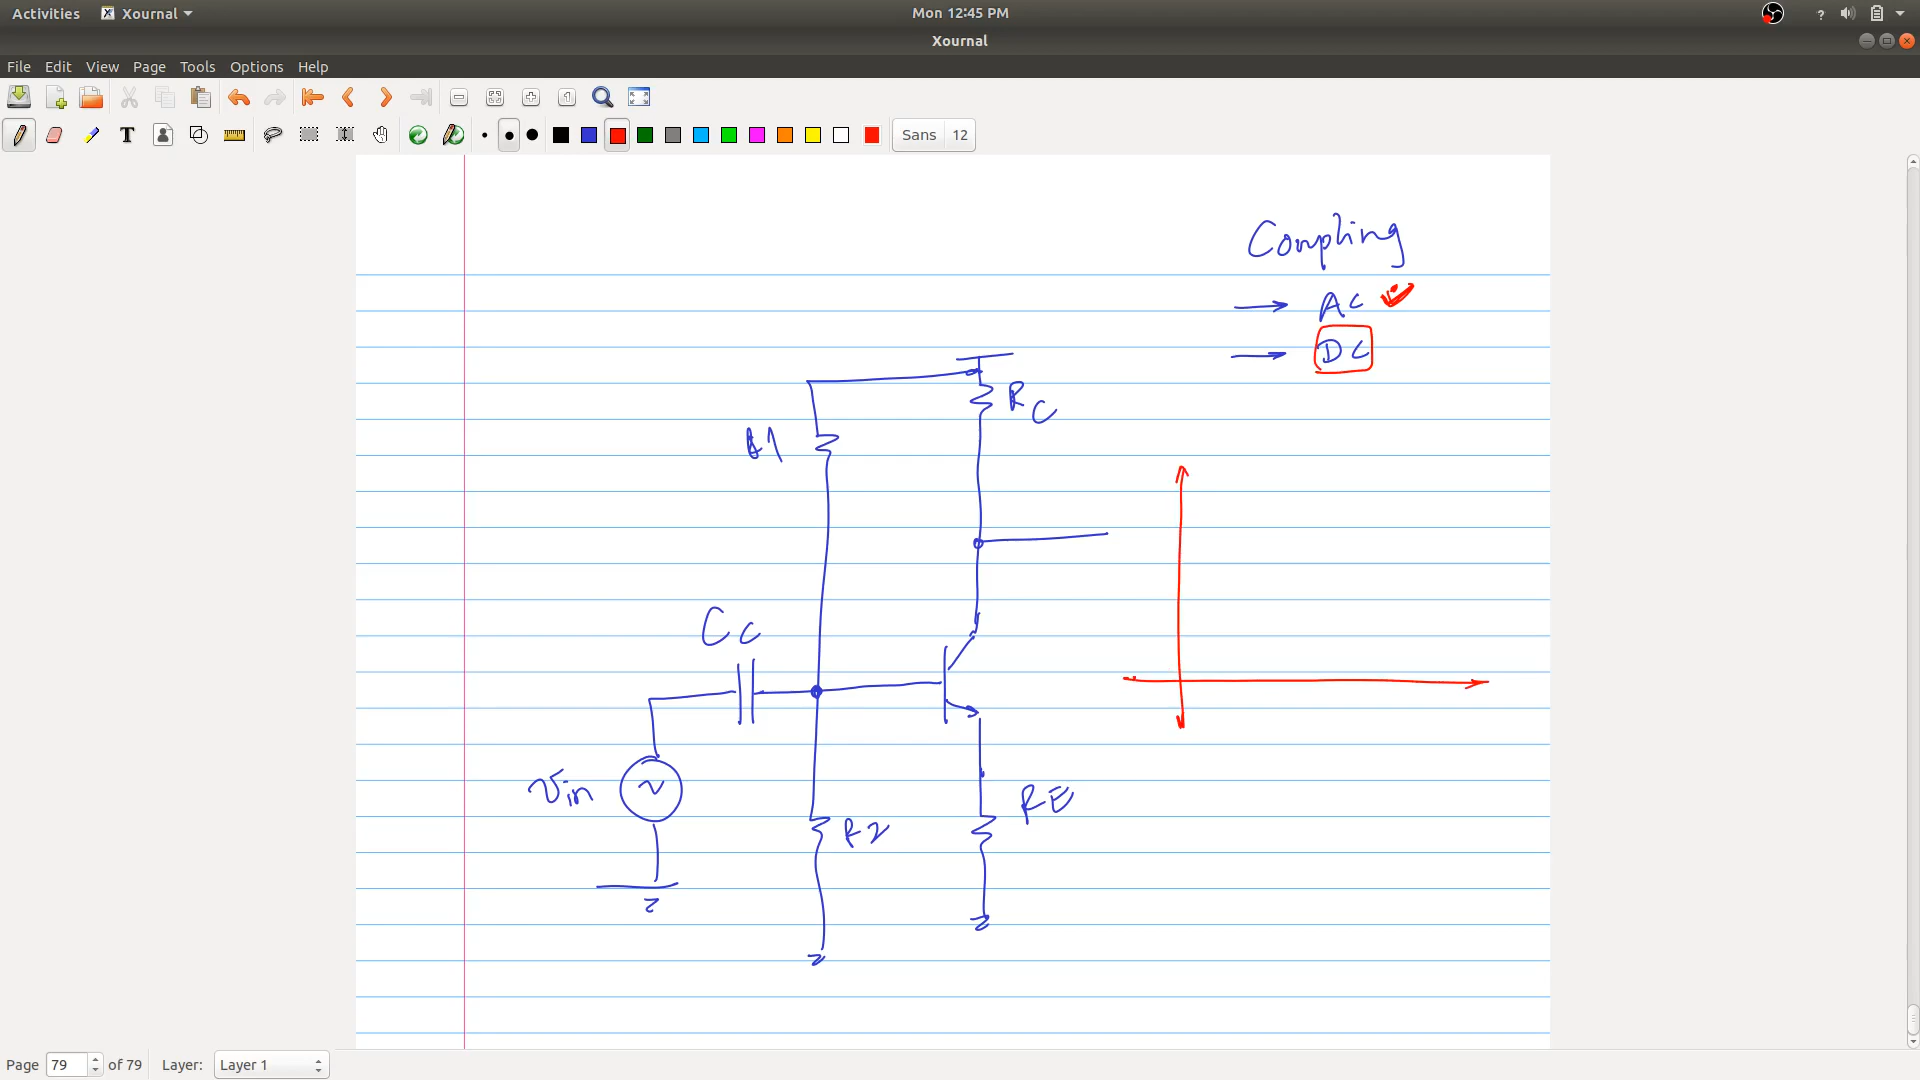 Activities Xournal Mon 12:45 PM ?
Xournal
File Edit View Page Tools Options Help
T Sans 12
Coupling
AC
DC
RC
R1
Cc
Vin
R2
RE
Page 79 of 79 Layer: Layer 1